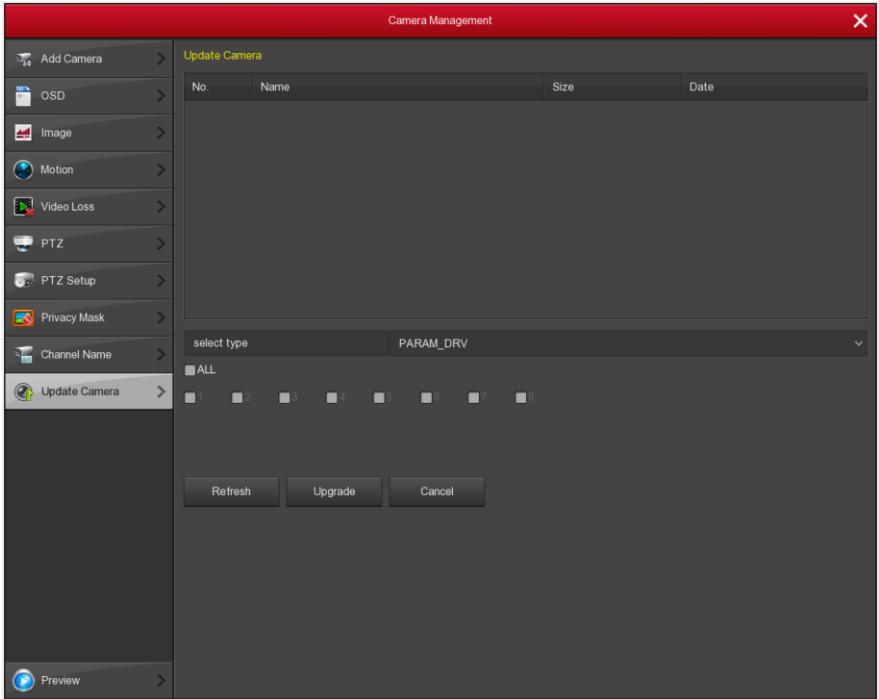 Camera Management
Add Camera
OSD
Image
Motion
Video Loss
PTZ
PTZ Setup
Privacy Mask
Channel Name
Update Camera
Preview
Update Camera
No. Name Size Date
select type PARAM_DRV
ALL
1 2 3 4 5 6 7 8
Refresh Upgrade Cancel